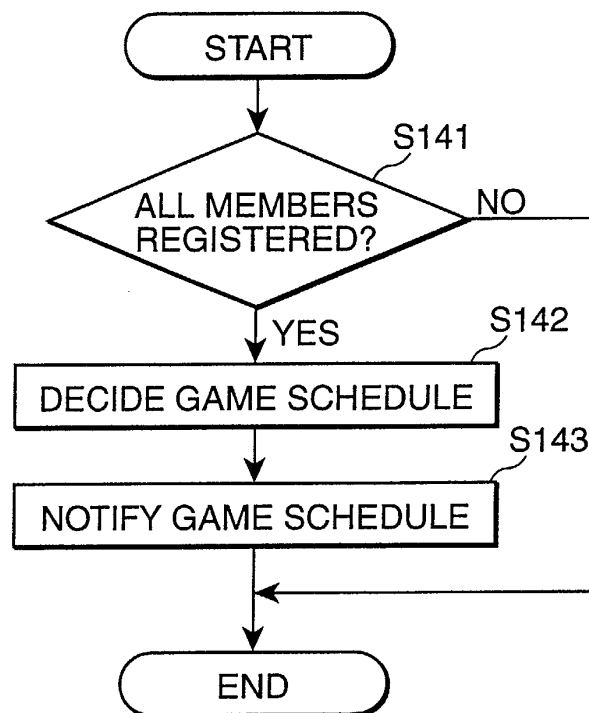 START
S141
ALL MEMBERS
REGISTERED?
NO
YES
S142
DECIDE GAME SCHEDULE
S143
NOTIFY GAME SCHEDULE
END